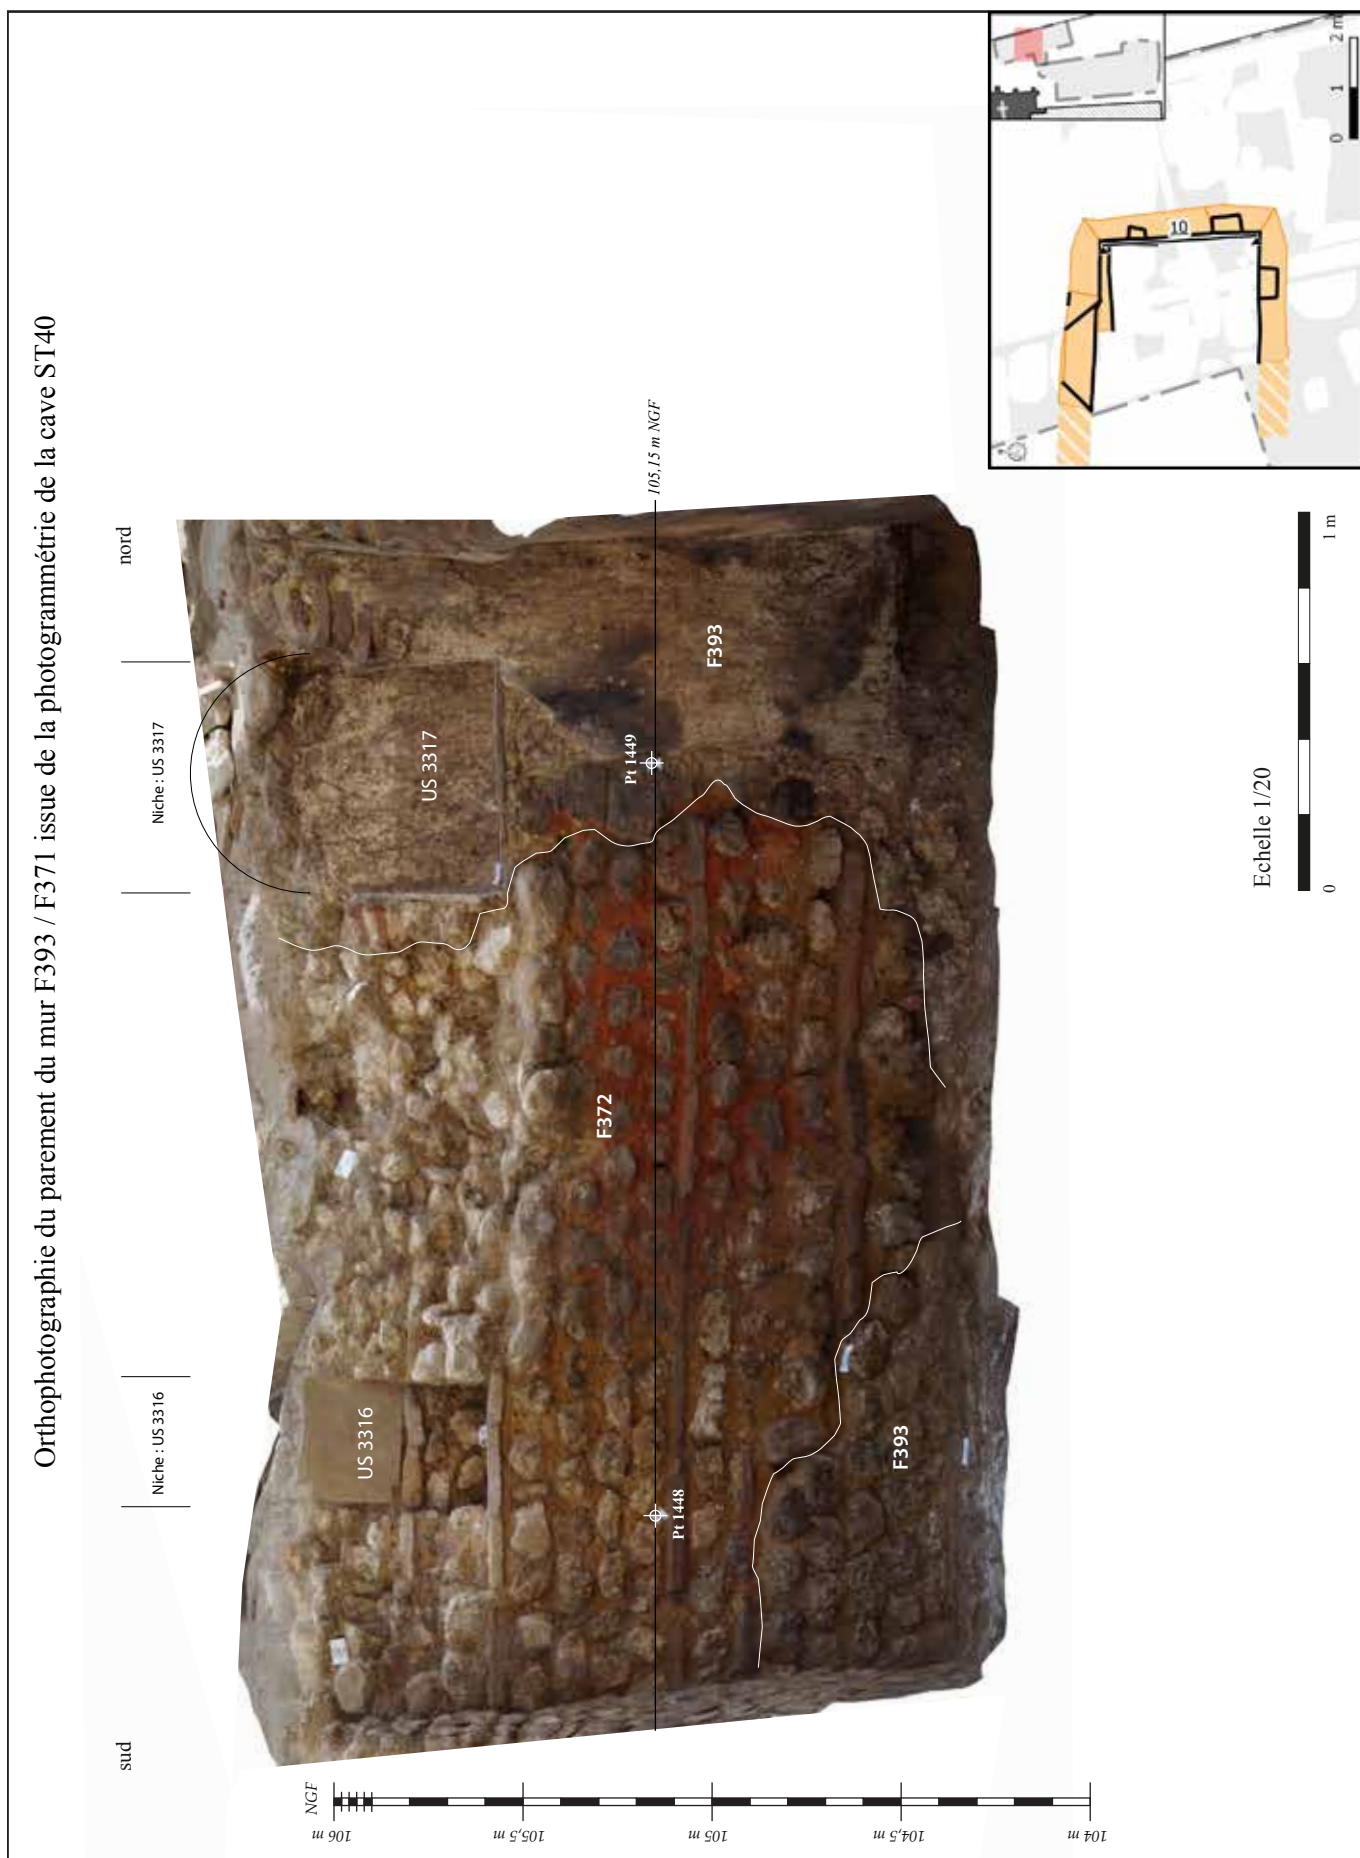 Orthophotographie du parement du mur F393 / F371 issue de la photogrammétrie de la cave ST40
sud
nord
Niche : US 3316
Niche : US 3317
NGF
106 m
105,5 m
105 m
104,5 m
104 m
US 3316
US 3317
F372
105,15 m NGF
Pt 1448
Pt 1449
F393
F393
Echelle 1/20
0
1 m
10
0
1
2 m